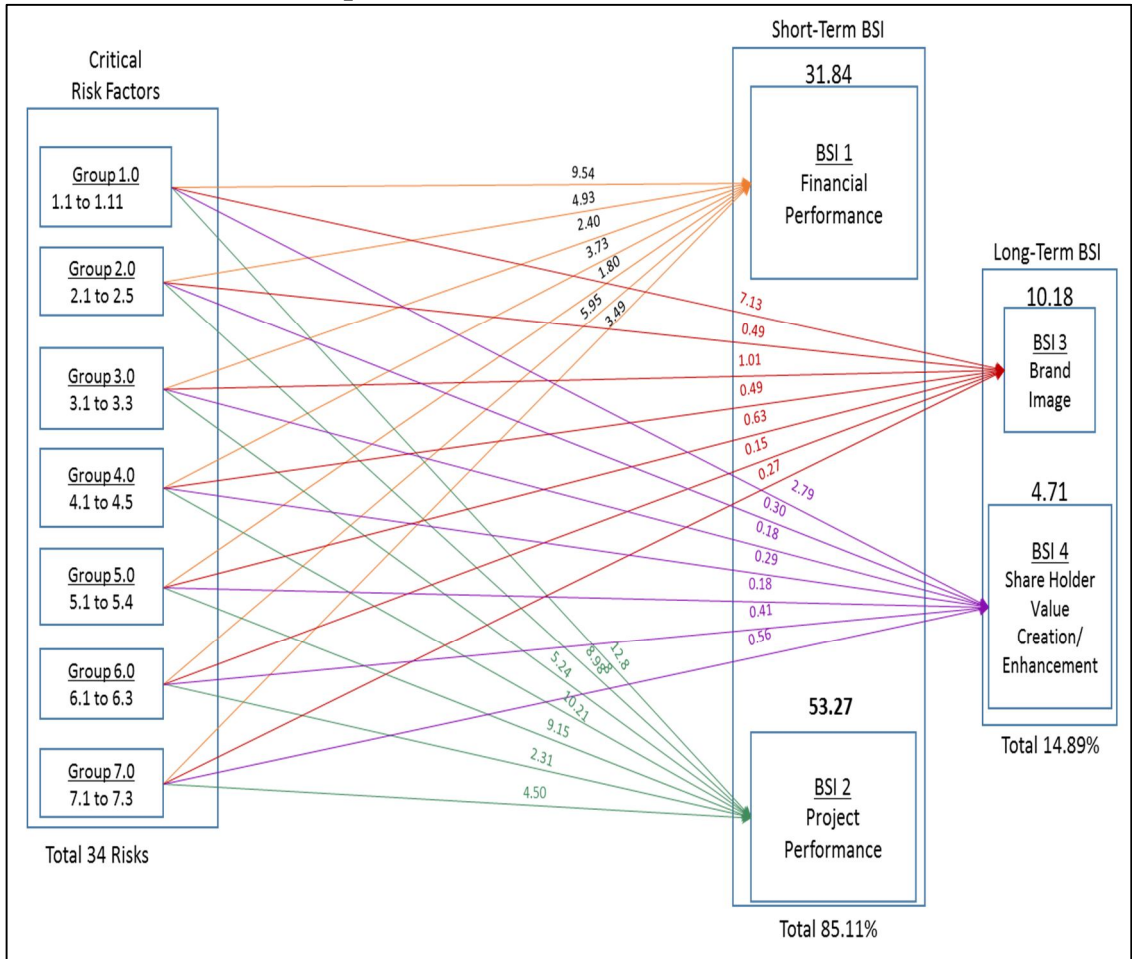 Critical
Risk Factors
Group 1.0
1.1 to 1.11
Group 2.0
2.1 to 2.5
Group 3.0
3.1 to 3.3
Group 4.0
4.1 to 4.5
Group 5.0
5.1 to 5.4
Group 6.0
6.1 to 6.3
Group 7.0
7.1 to 7.3
Total 34 Risks
9.54
4.93
2.40
3.73
1.80
5.95
3.49
7.13
0.49
1.01
0.49
0.63
0.15
0.27
2.79
0.30
0.18
0.29
0.18
0.41
0.56
12.8
8
8.98
5.24
10.21
9.15
2.31
4.50
Short-Term BSI
31.84
BSI 1
Financial
Performance
53.27
BSI 2
Project
Performance
Total 85.11%
Long-Term BSI
10.18
BSI 3
Brand
Image
4.71
BSI 4
Share Holder
Value
Creation/
Enhancement
Total 14.89%